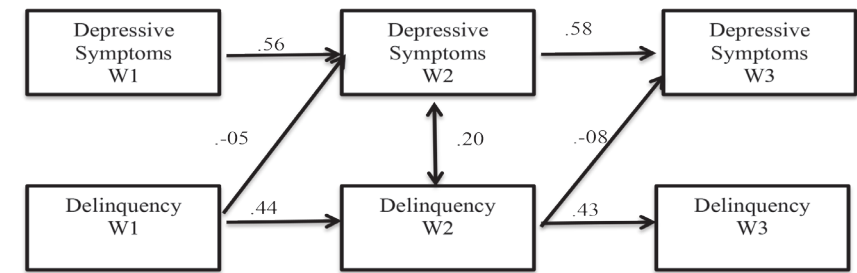 Depressive
Symptoms
W1
.56
Depressive
Symptoms
W2
.58
Depressive
Symptoms
W3
.-05
.20
.-08
Delinquency
W1
.44
Delinquency
W2
.43
Delinquency
W3